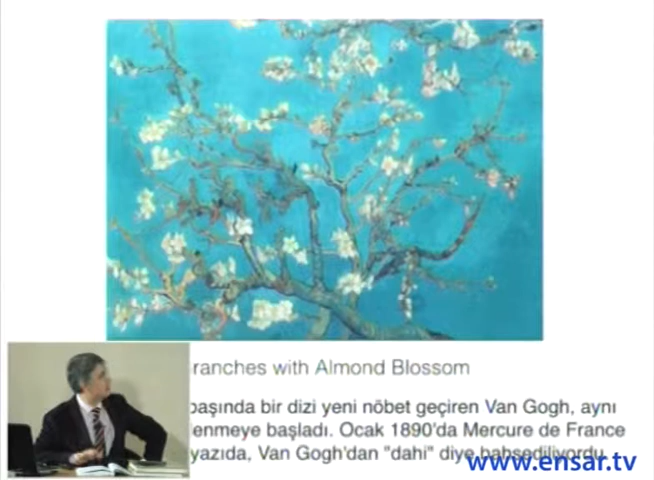 ranches with Almond Blossom
başında bir dizi yeni nöbet geçiren Van Gogh, aynı
lenmeye başladı. Ocak 1890'da Mercure de France
yazıda, Van Gogh'dan "dahi" diye bahsediliyordu
www.ensar.tv